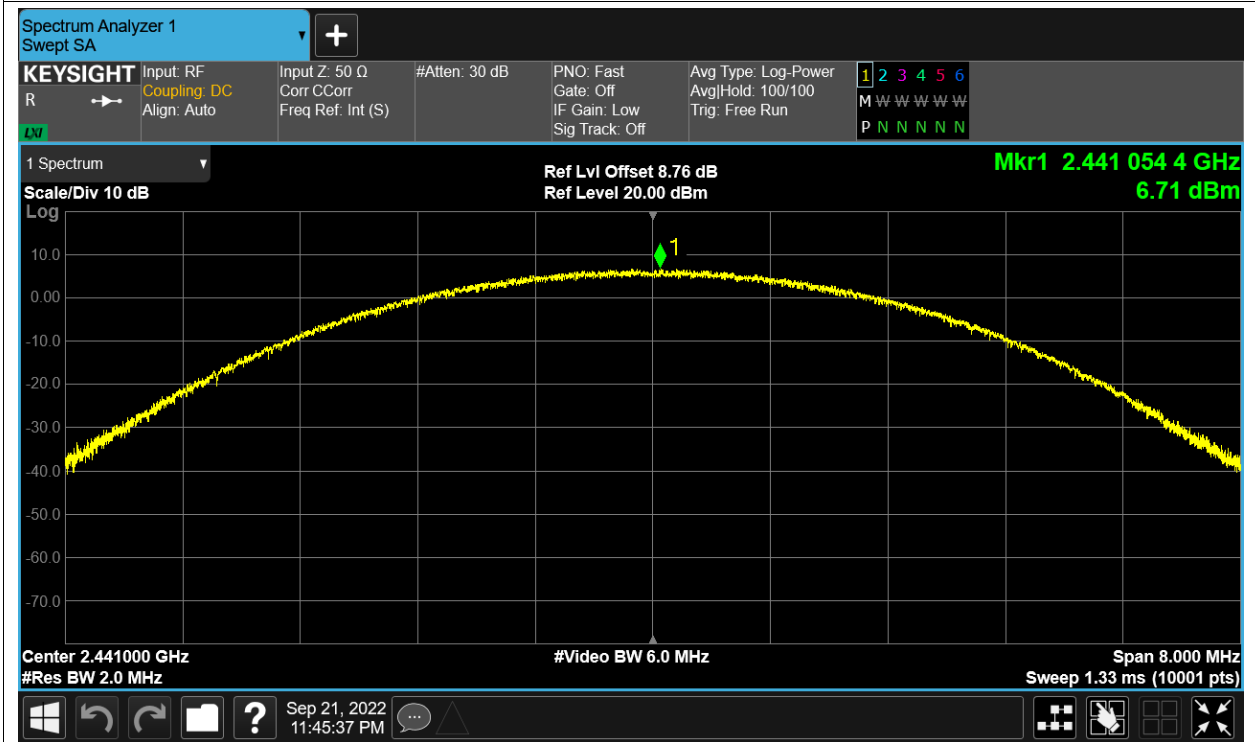 Spectrum Analyzer 1
Swept SA
+
KEYSIGHT
R
LXI
Input: RF
Coupling: DC
Align: Auto
Input Z: 50 Ω
Corr CCorr
Freq Ref: Int (S)
#Atten: 30 dB
PNO: Fast
Gate: Off
IF Gain: Low
Sig Track: Off
Avg Type: Log-Power
Avg|Hold: 100/100
Trig: Free Run
1 2 3 4 5 6
M W W W W W
P N N N N N
1 Spectrum
Scale/Div 10 dB
Log
Ref Lvl Offset 8.76 dB
Ref Level 20.00 dBm
Mkr1 2.441 054 4 GHz
6.71 dBm
1
10.0
0.00
-10.0
-20.0
-30.0
-40.0
-50.0
-60.0
-70.0
Center 2.441000 GHz
#Res BW 2.0 MHz
#Video BW 6.0 MHz
Span 8.000 MHz
Sweep 1.33 ms (10001 pts)
?
Sep 21, 2022
11:45:37 PM